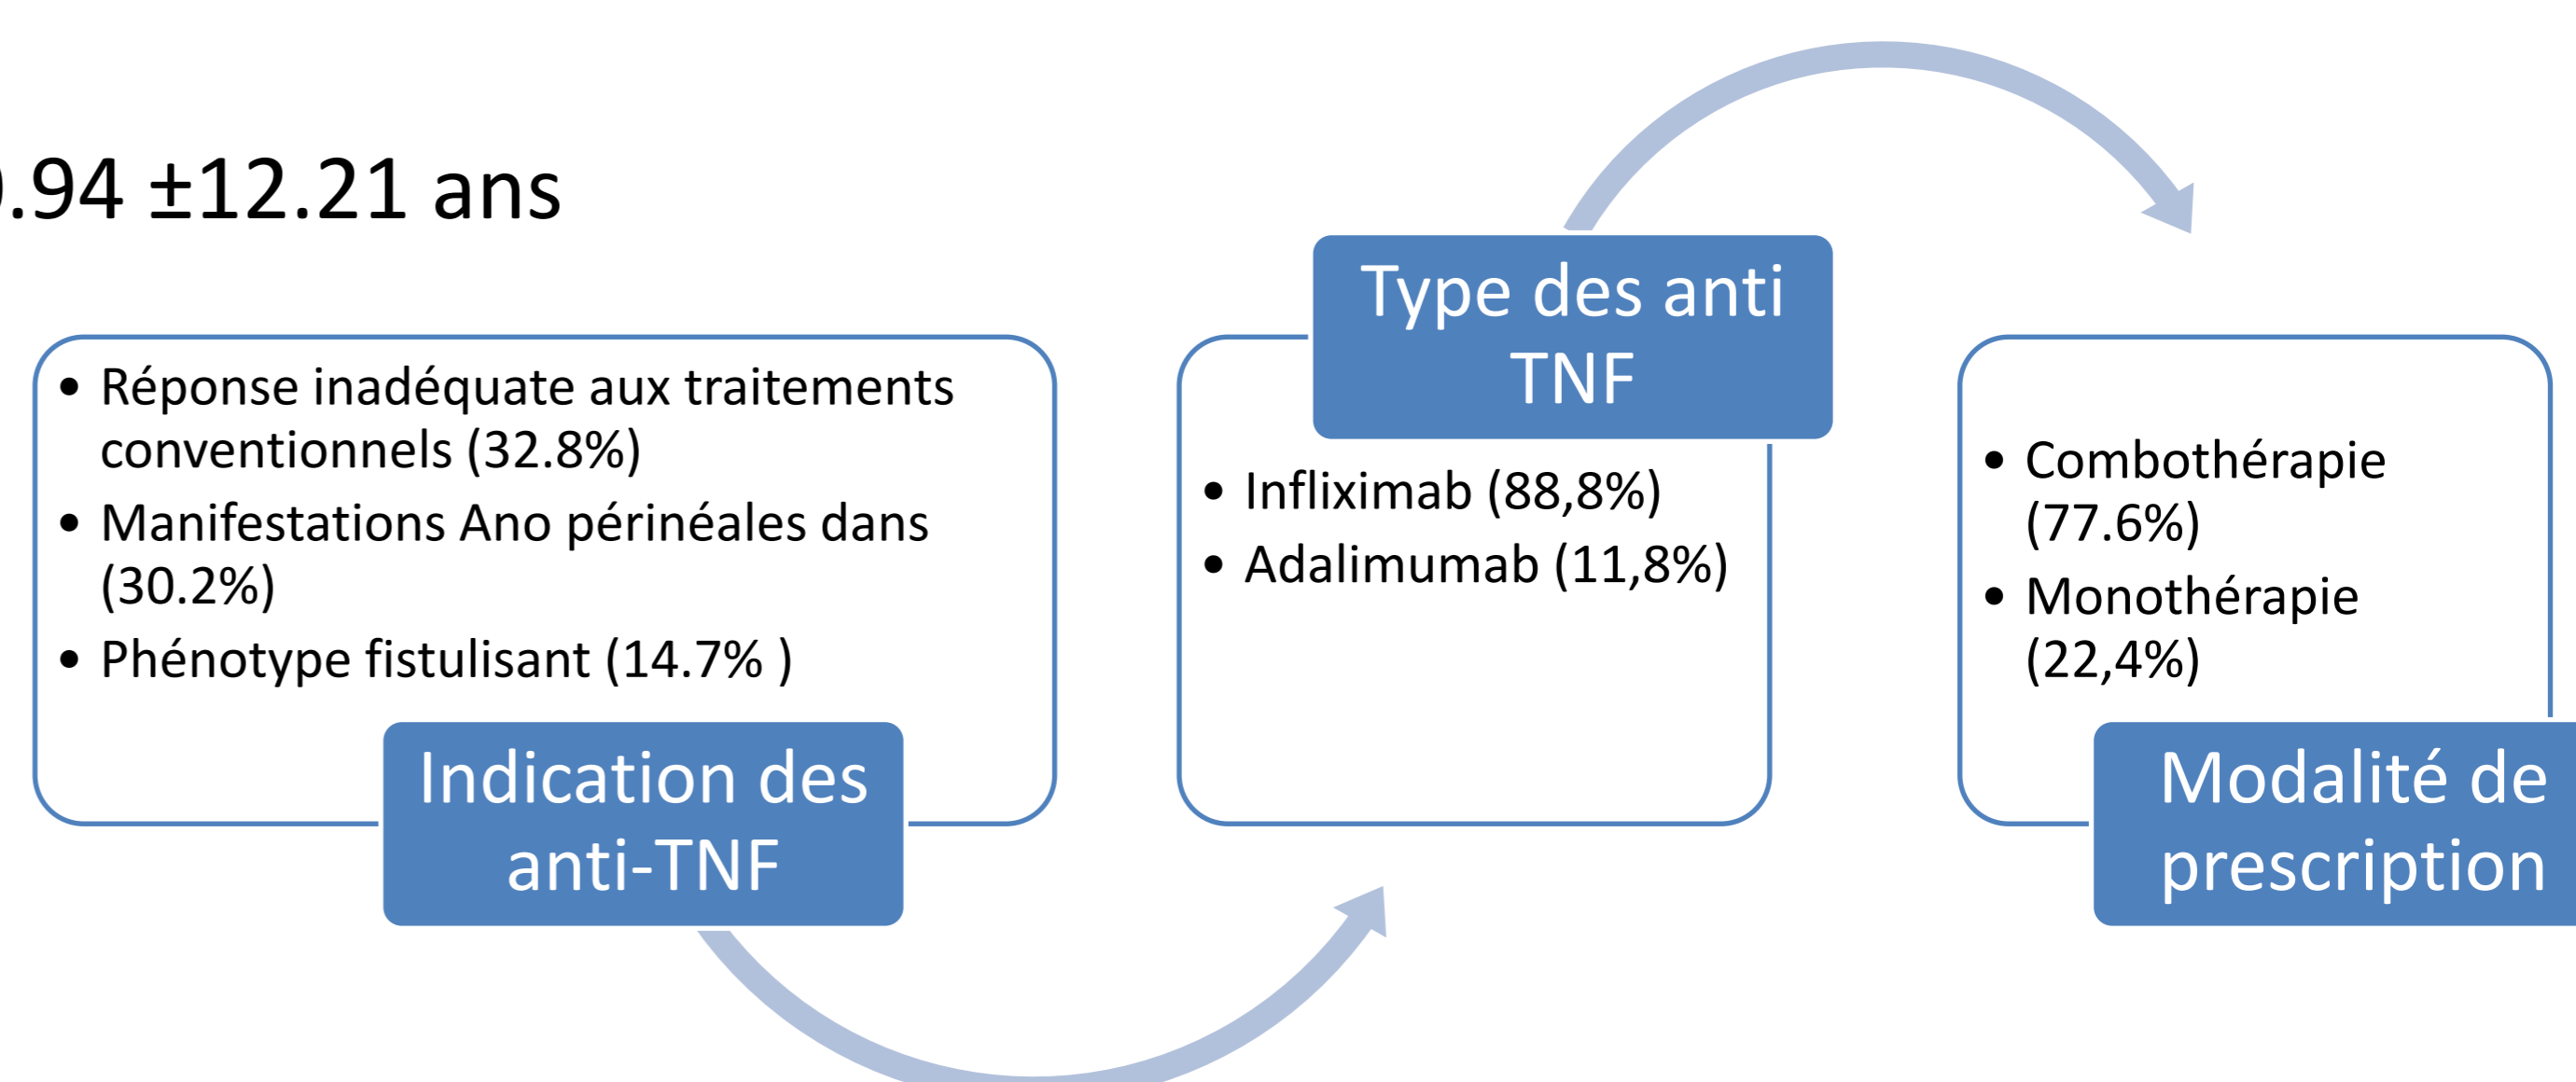 .94 ±12.21 ans
• Réponse inadéquate aux traitements
conventionnels (32.8%)
• Manifestations Ano périnéales dans
(30.2%)
• Phénotype fistulisant (14.7% )
Indication des
anti-TNF
Type des anti
TNF
• Infliximab (88,8%)
• Adalimumab (11,8%)
• Combothérapie
(77.6%)
• Monothérapie
(22,4%)
Modalité de
prescription